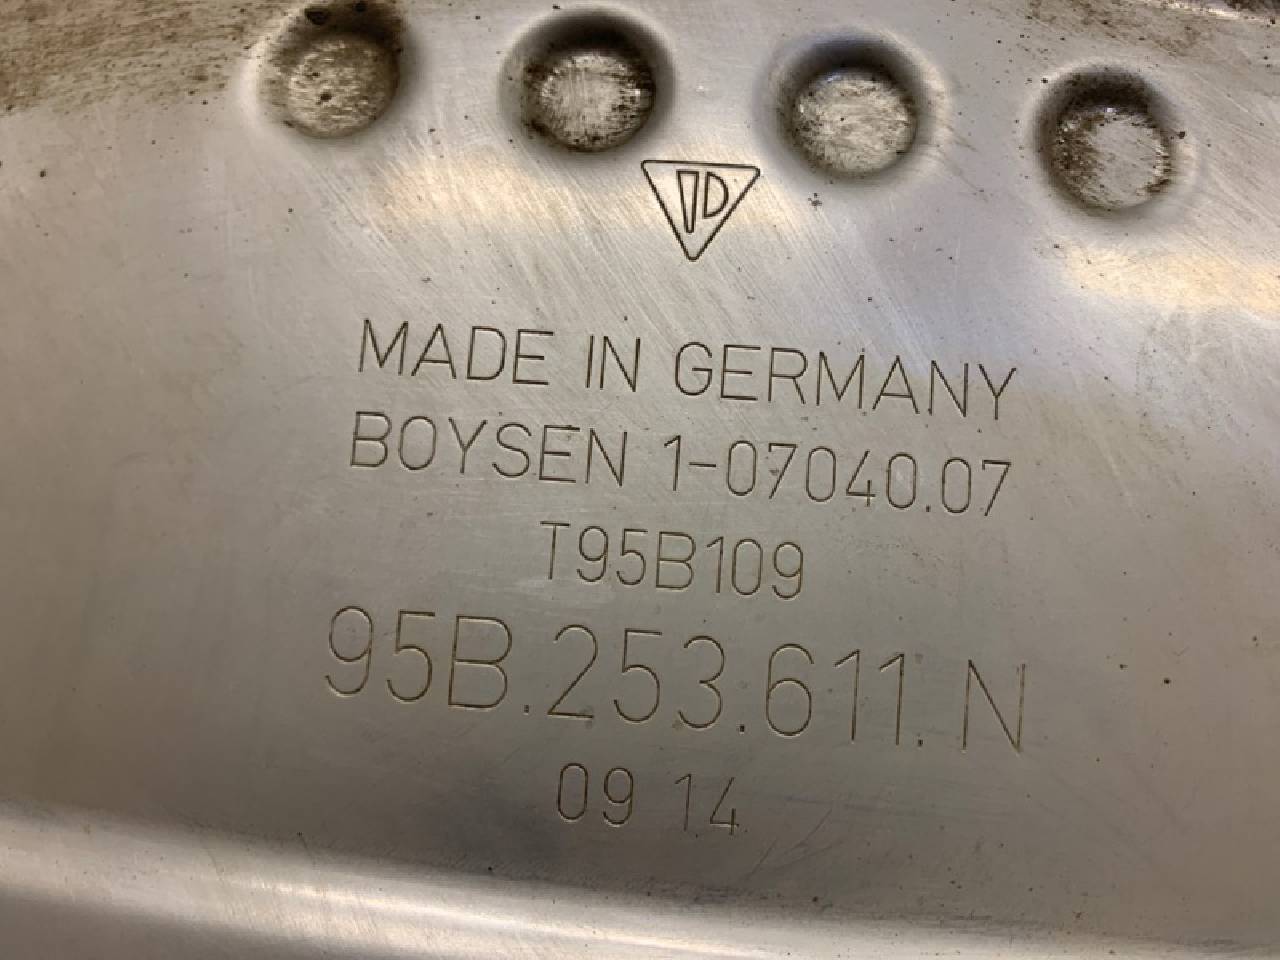 MADE IN GERMANY
BOYSEN 1-07040.07
T95B109
95B.253.611.N
09 14